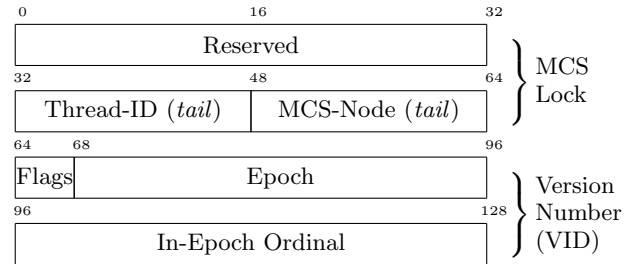 0 16 32
Reserved
32 48 64
Thread-ID (tail) MCS-Node (tail)
MCS
Lock
64 68 96
Flags Epoch
96 128
In-Epoch Ordinal
Version
Number
(VID)